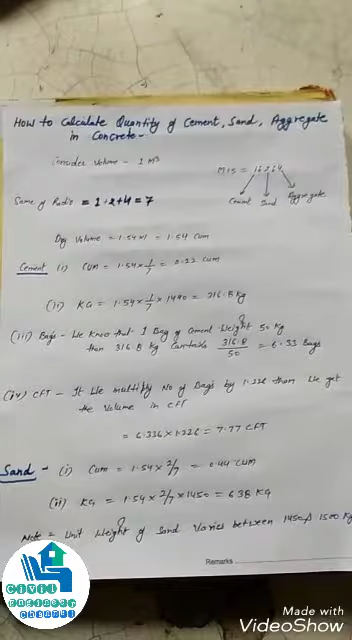 How to Calculate Quantity of Cement, Sand, Aggregate
in Concrete-
Consider Volume - 1 M³
M15 = 1:2:4
Cement Sand Aggregate
Same of Radio = 1+2+4=7
Dry Volume = 1.54x1 = 1.54 cum
Cement (i) Cum = 1.54 x 1/7 = 0.22 cum
(ii) KG = 1.54 x 1/7 x 1440 = 316.8 kg
(iii) Bags - We Know that 1 Bag of Cement Weight 50 Kg
then 316.8 kg Contains 316.8/50 = 6.33 Bags
(iv) CFT - If We multiply No of Bags by 1.226 then We get
the Volume in CFT
= 6.336 x 1.226 = 7.77 CFT
Sand - (i) Cum = 1.54 x 2/7 = 0.44 cum
(ii) KG = 1.54 x 2/7 x 1450 = 638 KG
Note = Unit Weight of Sand Varies between 1450 & 1500 Kg
Remarks
Civil
Engineer
Channel
Made with
VideoShow